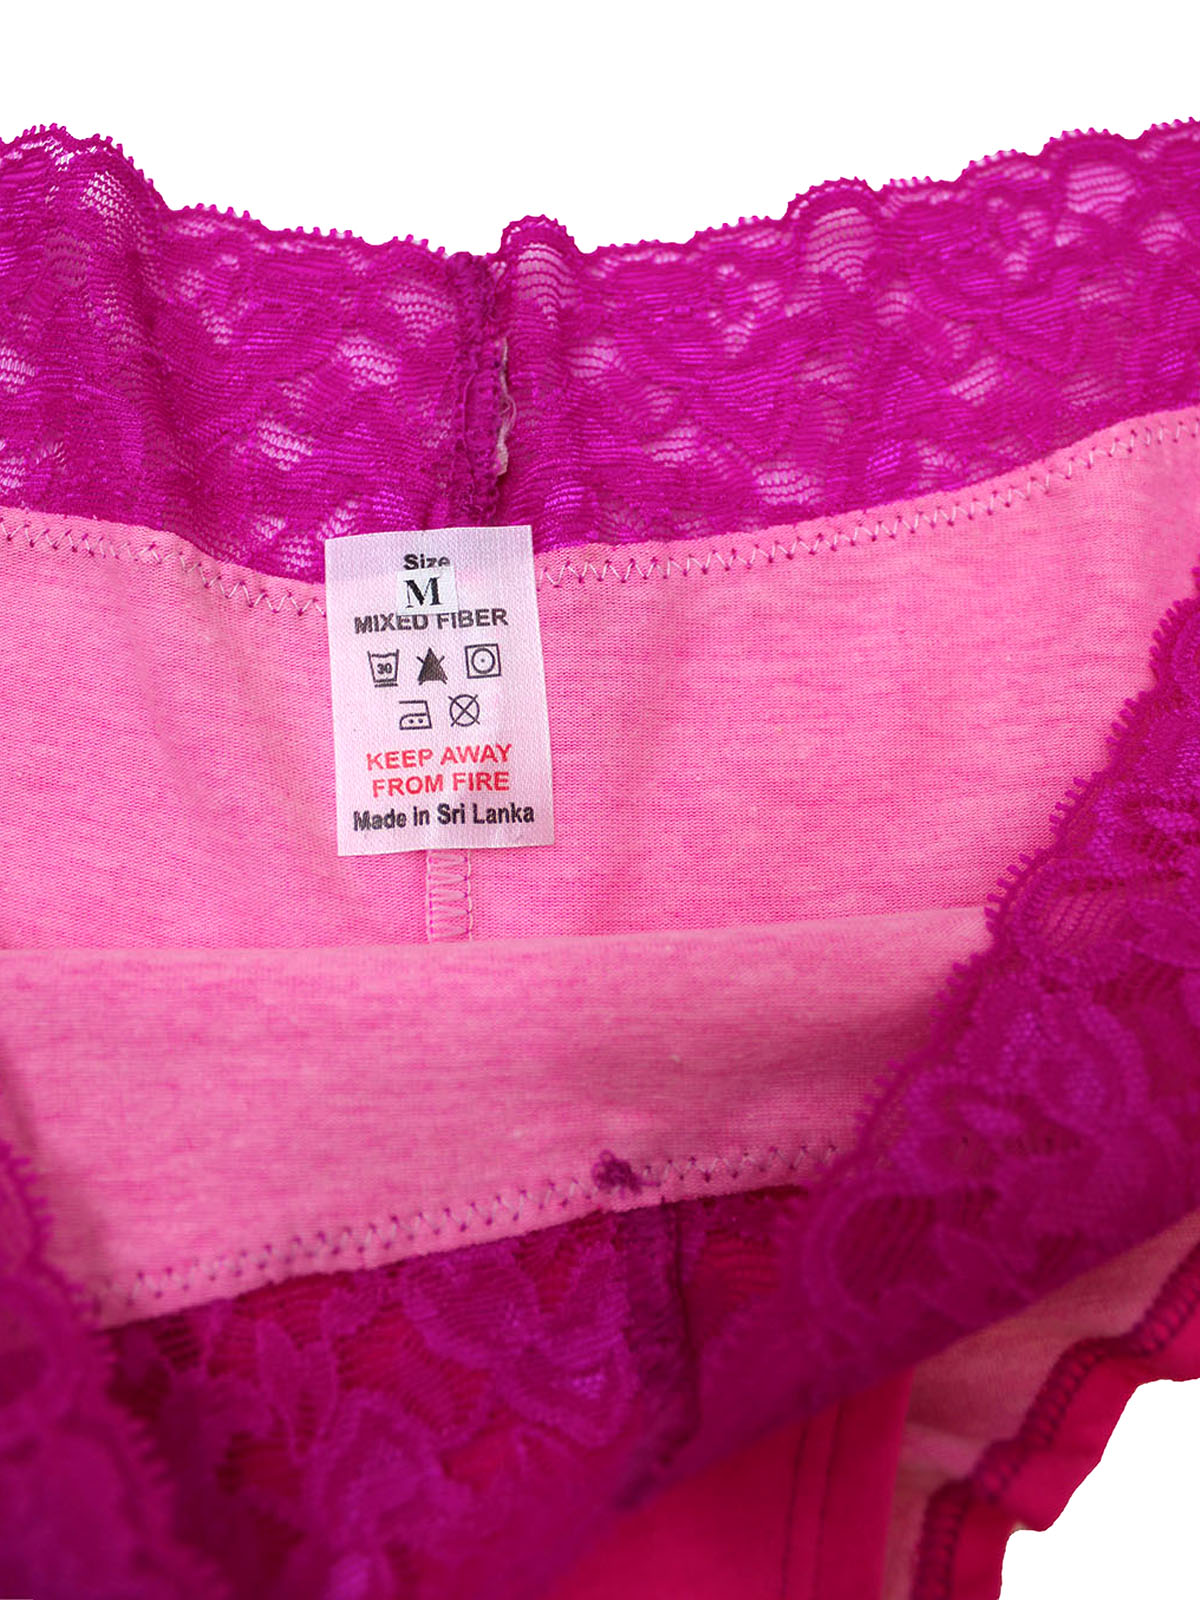 Size
M
MIXED FIBER
30
KEEP AWAY
FROM FIRE
Made in Sri Lanka